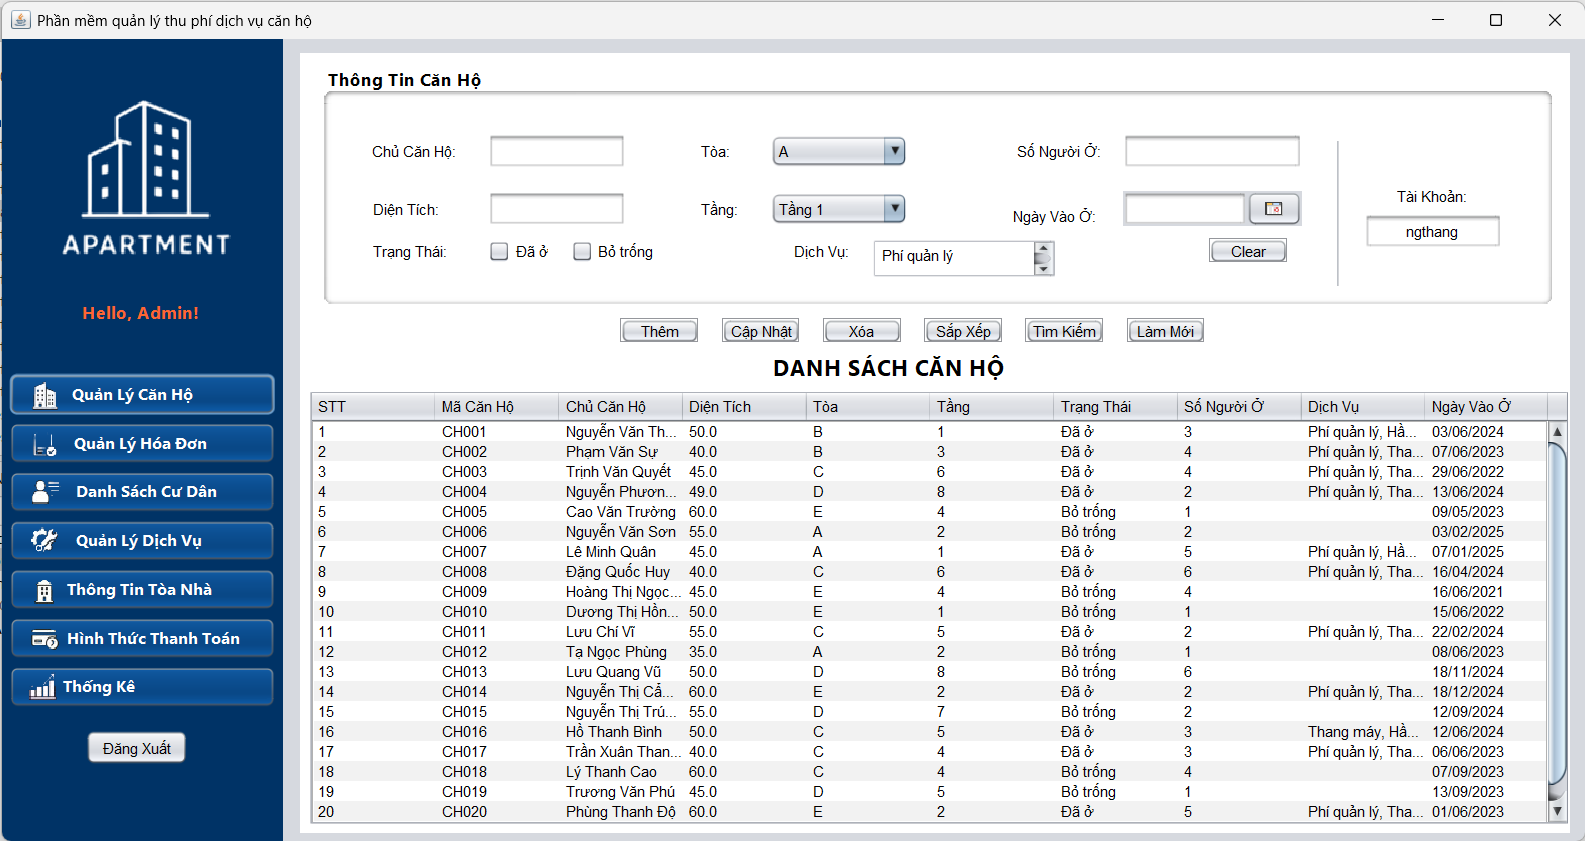 Phần mềm quản lý thu phí dịch vụ căn hộ
APARTMENT
Hello, Admin!
Quản Lý Căn Hộ
Quản Lý Hóa Đơn
Danh Sách Cư Dân
Quản Lý Dịch Vụ
Thông Tin Tòa Nhà
Hình Thức Thanh Toán
Thống Kê
Đăng Xuất
Thông Tin Căn Hộ
Chủ Căn Hộ: Tòa: A Số Người Ở:
Diện Tích: Tầng: Tầng 1 Ngày Vào Ở:
Trạng Thái: Đã ở Bỏ trống Dịch Vụ: Phí quản lý Clear
Tài Khoản:
ngthang
Thêm Cập Nhật Xóa Sắp Xếp Tìm Kiếm Làm Mới
DANH SÁCH CĂN HỘ
STT Mã Căn Hộ Chủ Căn Hộ Diện Tích Tòa Tầng Trạng Thái Số Người Ở Dịch Vụ Ngày Vào Ở
1 CH001 Nguyễn Văn Th... 50.0 B 1 Đã ở 3 Phí quản lý, Hầ... 03/06/2024
2 CH002 Phạm Văn Sự 40.0 B 3 Đã ở 4 Phí quản lý, Tha... 07/06/2023
3 CH003 Trịnh Văn Quyết 45.0 C 6 Đã ở 4 Phí quản lý, Tha... 29/06/2022
4 CH004 Nguyễn Phươn... 49.0 D 8 Đã ở 2 Phí quản lý, Tha... 13/06/2024
5 CH005 Cao Văn Trường 60.0 E 4 Bỏ trống 1 09/05/2023
6 CH006 Nguyễn Văn Sơn 55.0 A 2 Bỏ trống 2 03/02/2025
7 CH007 Lê Minh Quân 45.0 A 1 Đã ở 5 Phí quản lý, Hầ... 07/01/2025
8 CH008 Đặng Quốc Huy 40.0 C 6 Đã ở 6 Phí quản lý, Tha... 16/04/2024
9 CH009 Hoàng Thị Ngọc... 45.0 E 4 Bỏ trống 4 16/06/2021
10 CH010 Dương Thị Hồn... 50.0 E 1 Bỏ trống 1 15/06/2022
11 CH011 Lưu Chí Vĩ 55.0 C 5 Đã ở 2 Phí quản lý, Tha... 22/02/2024
12 CH012 Tạ Ngọc Phùng 35.0 A 2 Bỏ trống 1 08/06/2023
13 CH013 Lưu Quang Vũ 50.0 D 8 Bỏ trống 6 18/11/2024
14 CH014 Nguyễn Thị Cẩ... 60.0 E 2 Đã ở 2 Phí quản lý, Tha... 18/12/2024
15 CH015 Nguyễn Thị Trú... 55.0 D 7 Bỏ trống 2 12/09/2024
16 CH016 Hồ Thanh Bình 50.0 C 5 Đã ở 3 Thang máy, Hầ... 12/06/2024
17 CH017 Trần Xuân Than... 40.0 C 4 Đã ở 3 Phí quản lý, Tha... 06/06/2023
18 CH018 Lý Thanh Cao 60.0 C 4 Bỏ trống 4 07/09/2023
19 CH019 Trương Văn Phú 45.0 D 5 Bỏ trống 1 13/09/2023
20 CH020 Phùng Thanh Độ 60.0 E 2 Đã ở 5 Phí quản lý, Tha... 01/06/2023